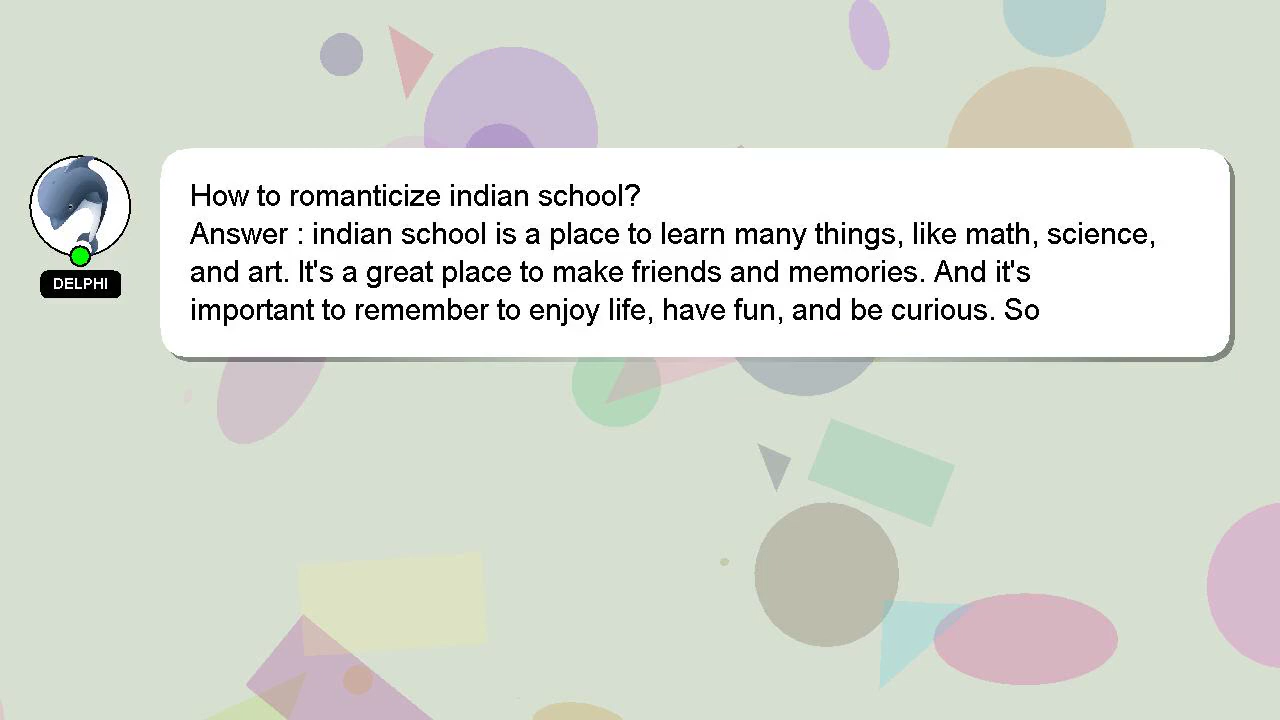 How to romanticize indian school?
Answer : indian school is a place to learn many things, like math, science,
and art. It's a great place to make friends and memories. And it's
important to remember to enjoy life, have fun, and be curious. So
DELPHI